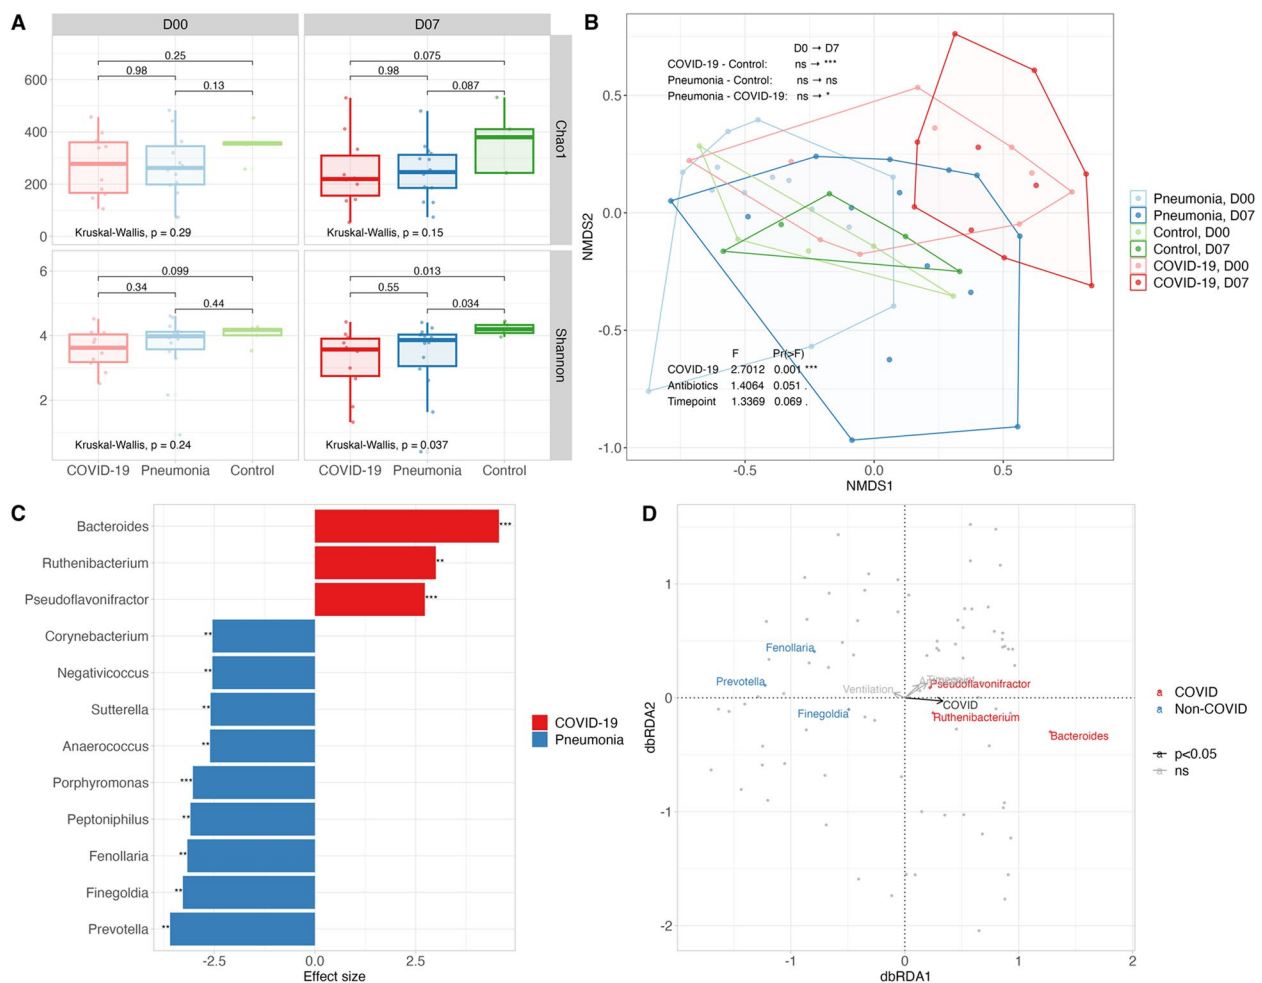 A
D00
D07
0.25
0.98
0.13
0.075
0.98
0.087
600
400
200
0
Chao1
Kruskal-Wallis, p = 0.29
Kruskal-Wallis, p = 0.15
0.099
0.34
0.44
0.013
0.55
0.034
6
4
2
Shannon
Kruskal-Wallis, p = 0.24
Kruskal-Wallis, p = 0.037
COVID-19 Pneumonia Control
COVID-19 Pneumonia Control
B
D0 → D7
COVID-19 - Control: ns → ***
Pneumonia - Control: ns → ns
Pneumonia - COVID-19: ns → *
0.5
0.0
-0.5
-1.0
NMDS2
F Pr(>F)
COVID-19 2.7012 0.001 ***
Antibiotics 1.4064 0.051 .
Timepoint 1.3369 0.069 .
-0.5 0.0 0.5
NMDS1
Pneumonia, D00
Pneumonia, D07
Control, D00
Control, D07
COVID-19, D00
COVID-19, D07
C
Bacteroides ***
Ruthenibacterium **
Pseudoflavonifractor ***
Corynebacterium **
Negativicoccus **
Sutterella **
Anaerococcus **
Porphyromonas ***
Peptoniphilus **
Fenollaria **
Finegoldia **
Prevotella **
-2.5 0.0 2.5
Effect size
COVID-19
Pneumonia
D
1
0
-1
-2
dbRDA2
Fenollaria
Prevotella
Ventilation
Timepoint
Pseudoflavonifractor
COVID
Finegoldia
Ruthenibacterium
Bacteroides
-1 0 1 2
dbRDA1
a COVID
a Non-COVID
a p<0.05
a ns